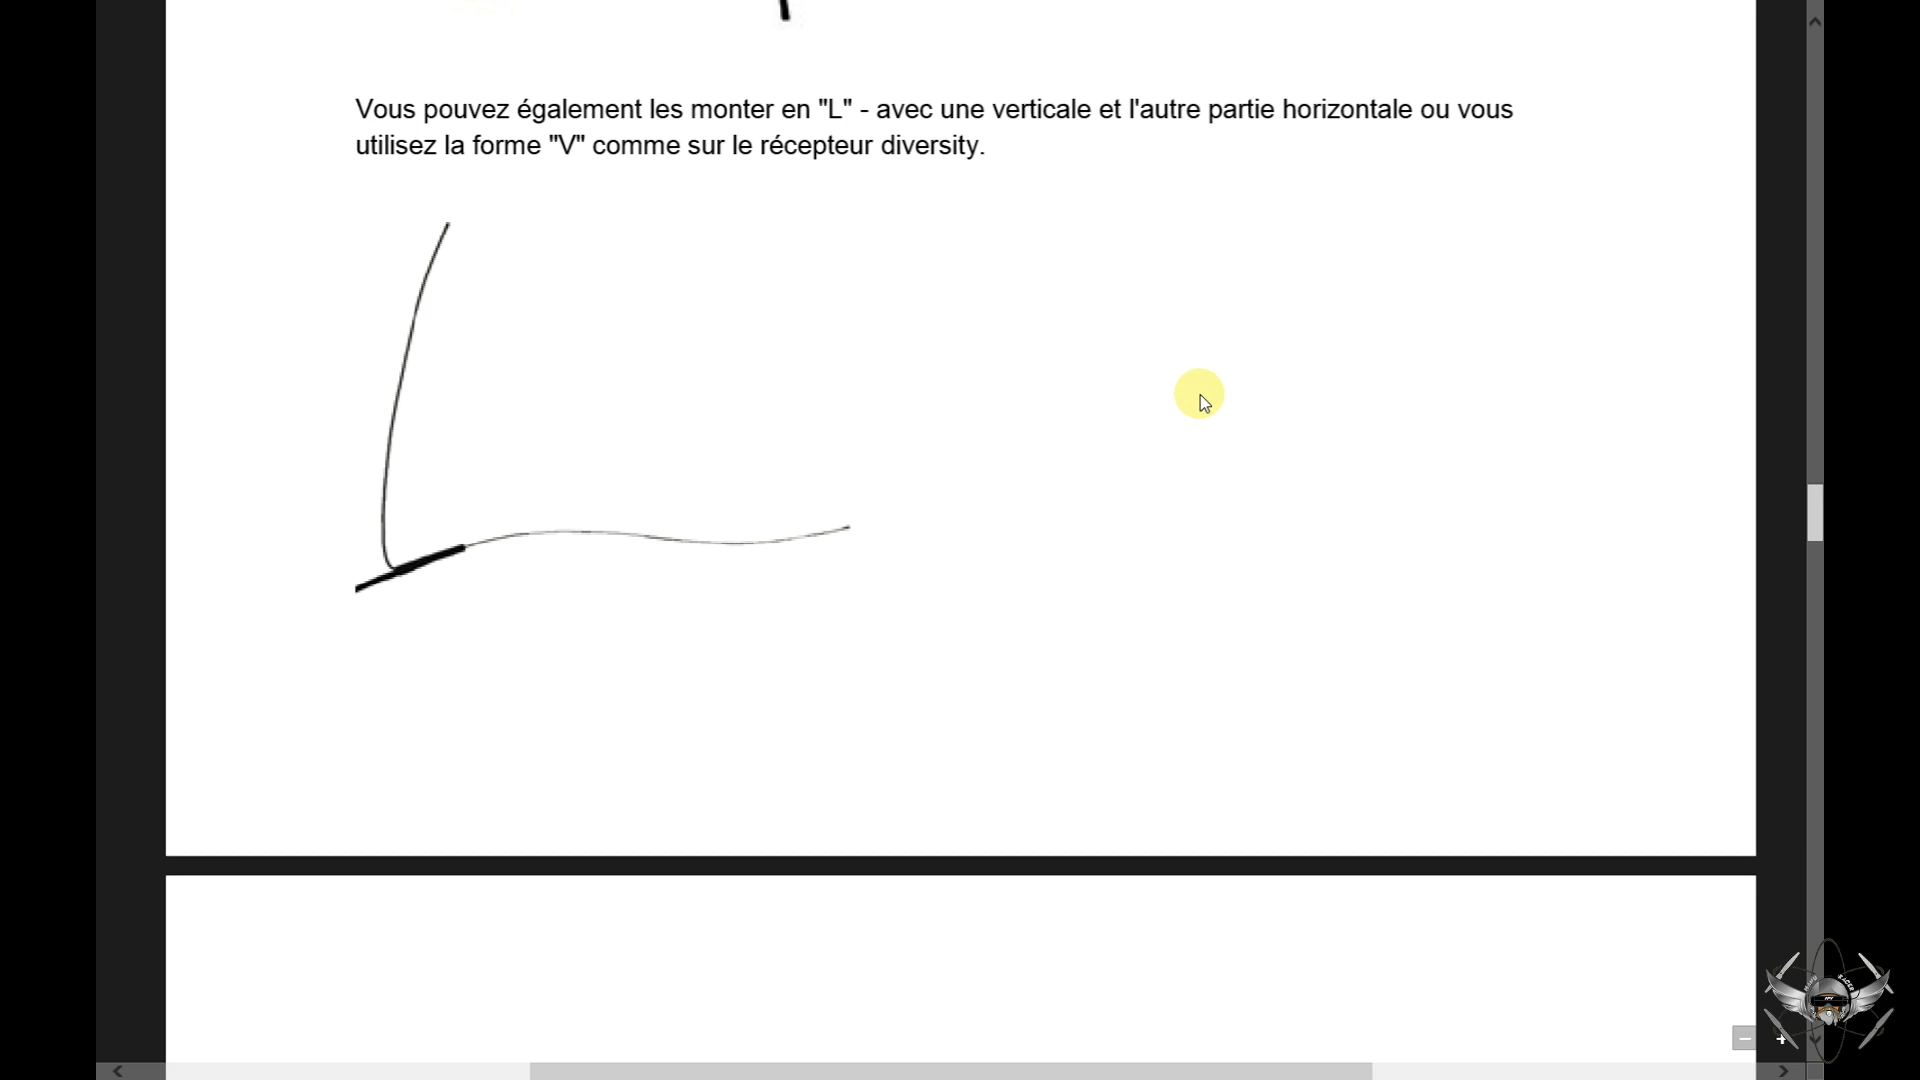 Vous pouvez également les monter en "L" - avec une verticale et l'autre partie horizontale ou vous
utilisez la forme "V" comme sur le récepteur diversity.